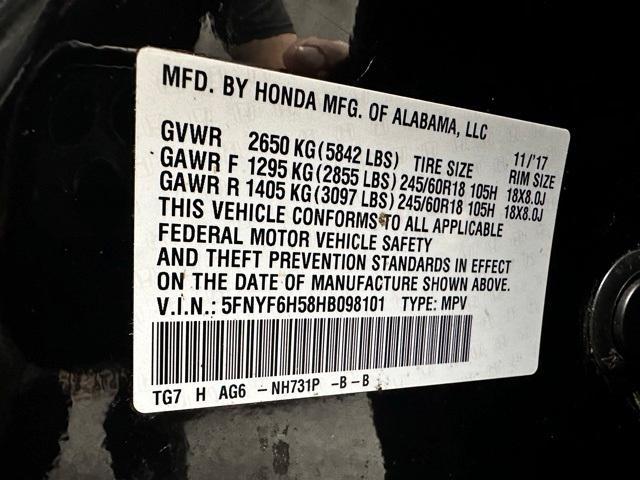 MFD. BY HONDA MFG. OF ALABAMA, LLC
GVWR 2650 KG (5842 LBS) TIRE SIZE 11/'17 RIM SIZE
GAWR F 1295 KG (2855 LBS) 245/60R18 105H 18X8.0J
GAWR R 1405 KG (3097 LBS) 245/60R18 105H 18X8.0J
THIS VEHICLE CONFORMS TO ALL APPLICABLE
FEDERAL MOTOR VEHICLE SAFETY
AND THEFT PREVENTION STANDARDS IN EFFECT
ON THE DATE OF MANUFACTURE SHOWN ABOVE.
V.I.N.: 5FNYF6H58HB098101 TYPE: MPV
TG7 H AG6 - NH731P -B-B